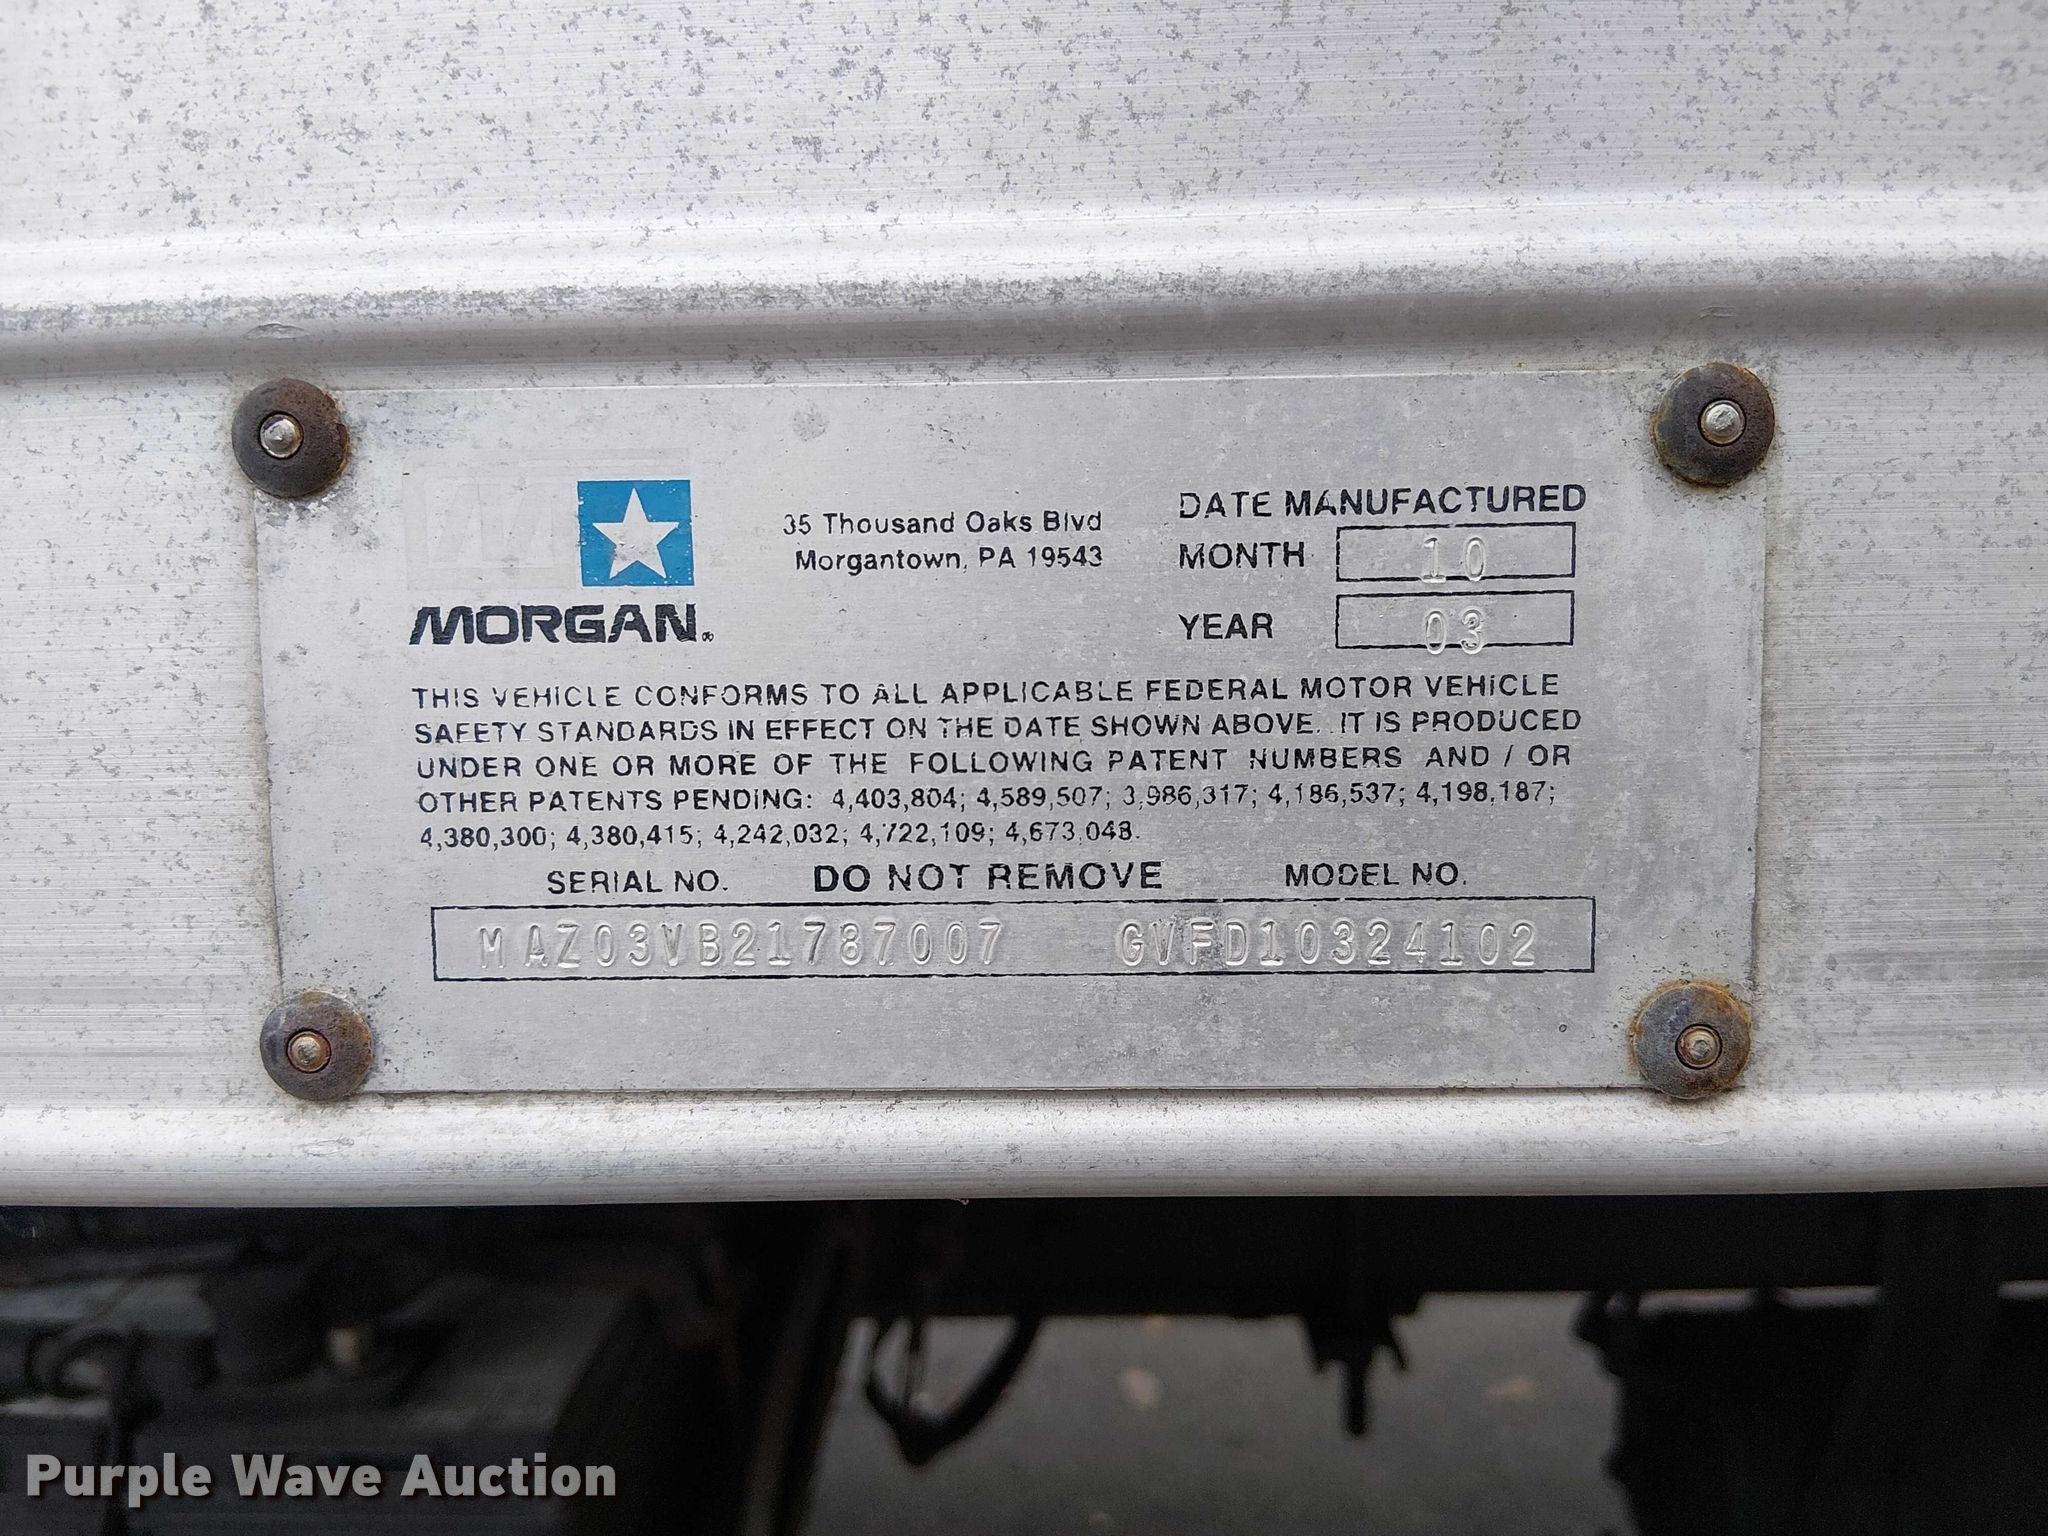 MORGAN®
35 Thousand Oaks Blvd
Morgantown, PA 19543
DATE MANUFACTURED
MONTH 10
YEAR 03
THIS VEHICLE CONFORMS TO ALL APPLICABLE FEDERAL MOTOR VEHICLE
SAFETY STANDARDS IN EFFECT ON THE DATE SHOWN ABOVE. IT IS PRODUCED
UNDER ONE OR MORE OF THE FOLLOWING PATENT NUMBERS AND / OR
OTHER PATENTS PENDING: 4,403,804; 4,589,507; 3,986,317; 4,186,537; 4,198,187;
4,380,300; 4,380,415; 4,242,032; 4,722,109; 4,673,048.
SERIAL NO. DO NOT REMOVE MODEL NO.
MAZ03VB21787007 GVFD10324102
Purple Wave Auction